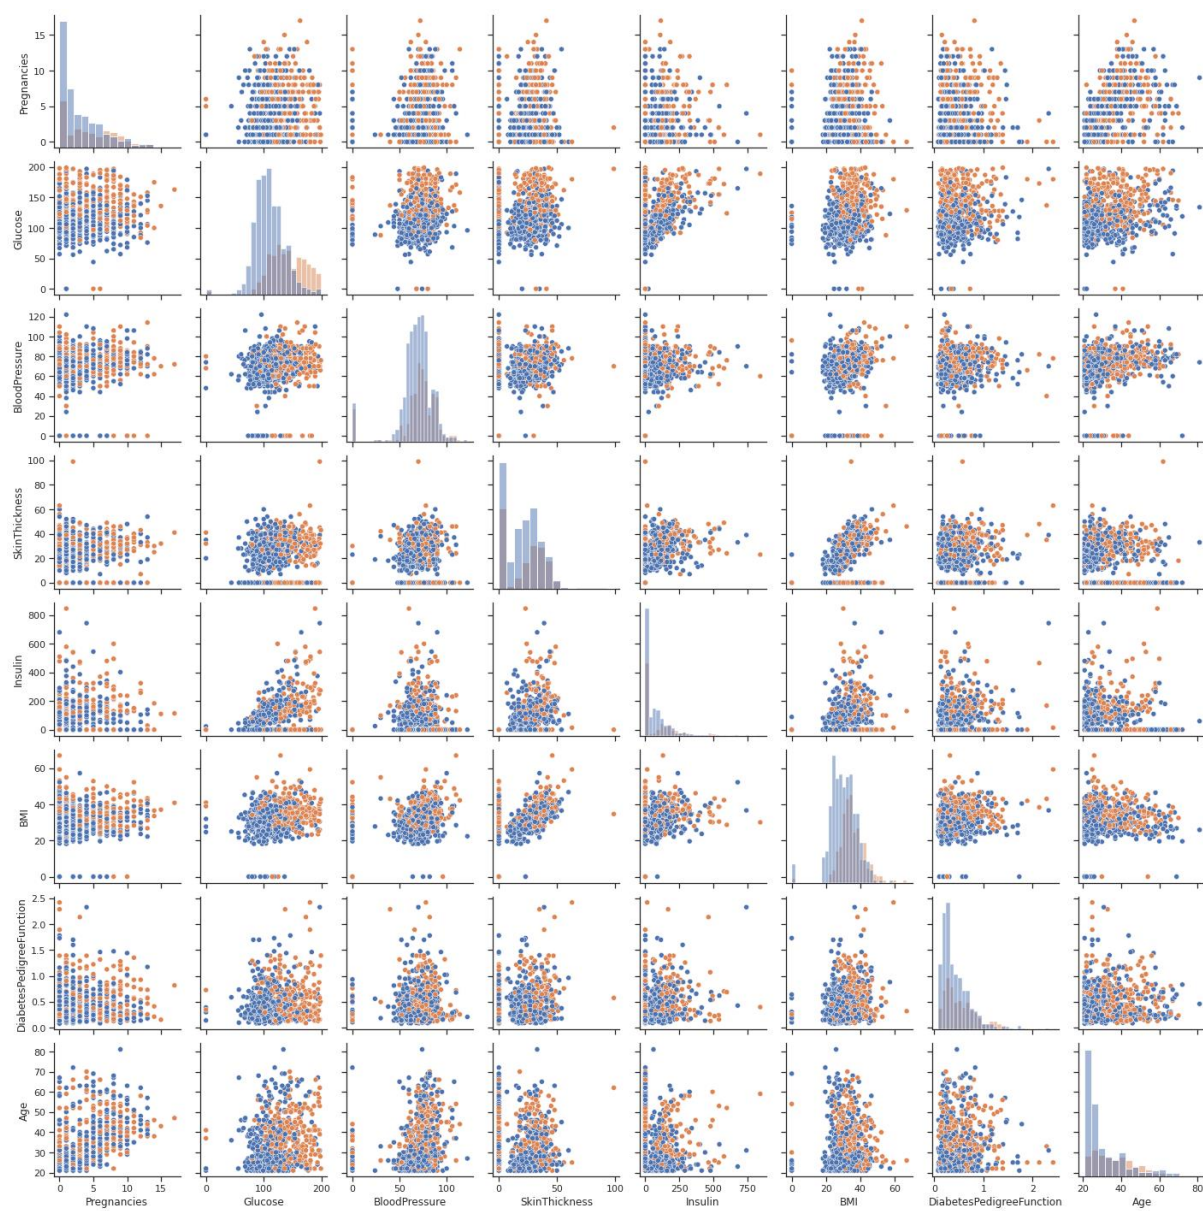 Pregnancies
15
10
5
0
Glucose
200
150
100
50
0
BloodPressure
120
100
80
60
40
20
0
SkinThickness
100
80
60
40
20
0
Insulin
800
600
400
200
0
BMI
60
40
20
0
DiabetesPedigreeFunction
2.5
2.0
1.5
1.0
0.5
0.0
Age
80
70
60
50
40
30
20
0 5 10 15
0 100 200
0 50 100
0 50 100
0 250 500 750
0 20 40 60
0 1 2
20 40 60 80
Pregnancies Glucose BloodPressure SkinThickness Insulin BMI DiabetesPedigreeFunction Age